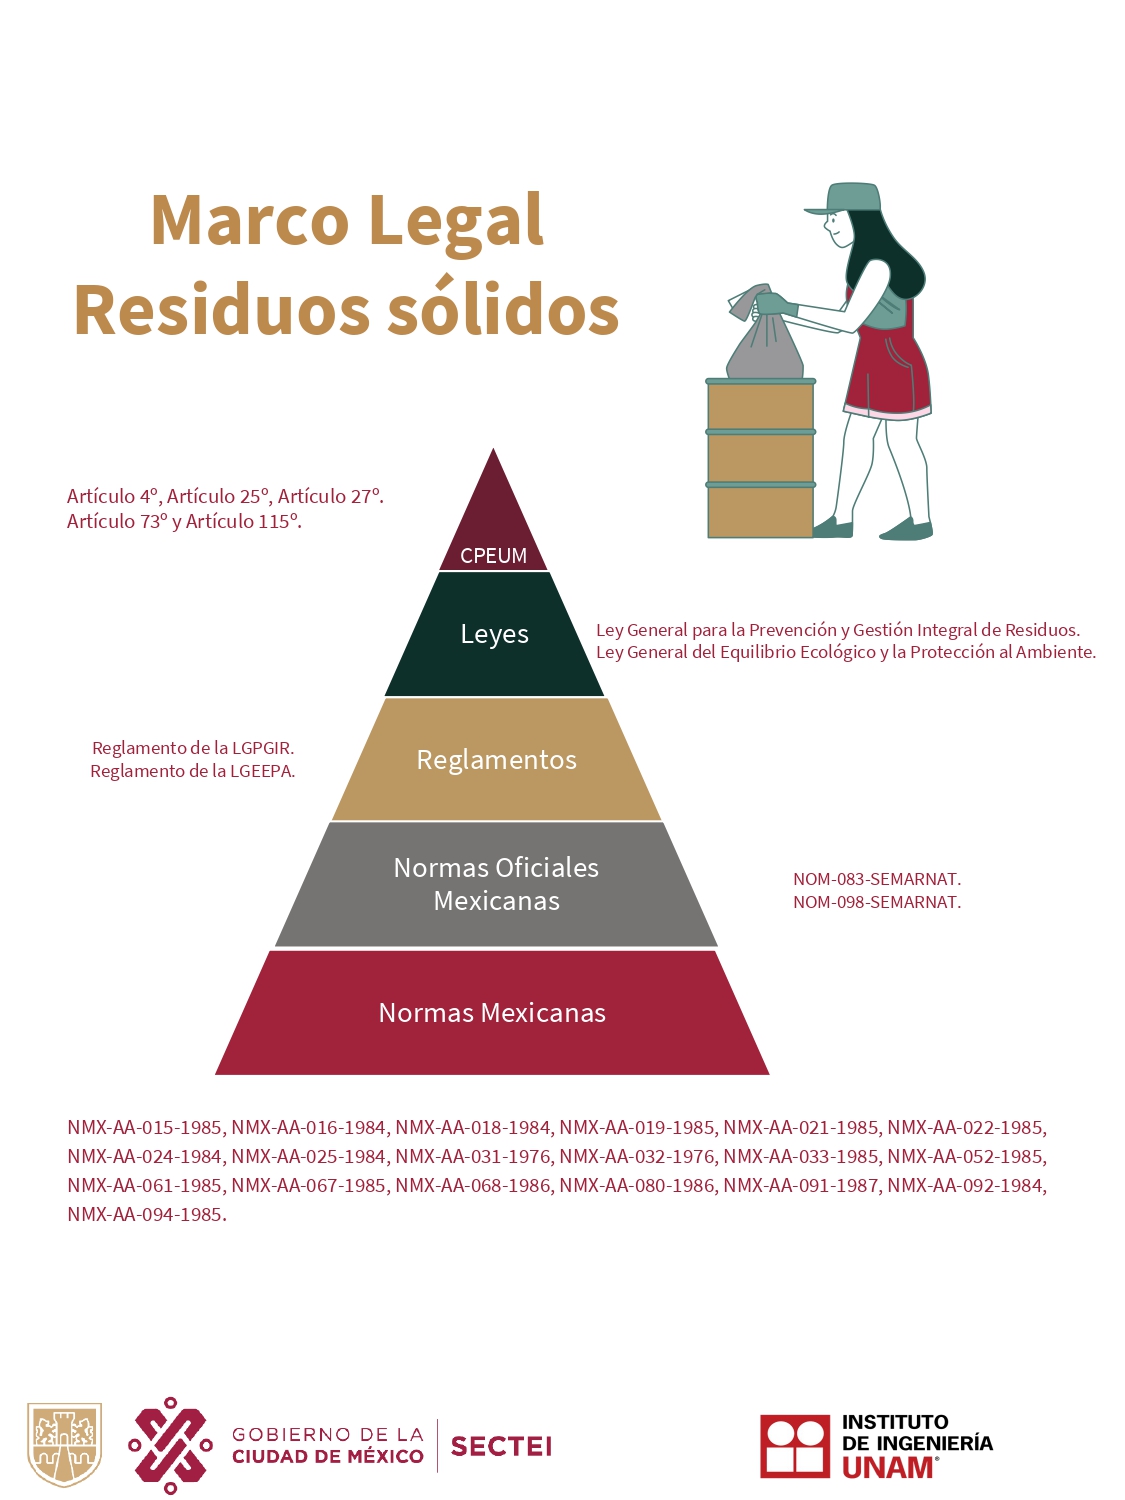 Marco Legal
Residuos sólidos
Artículo 4º, Artículo 25º, Artículo 27º.
Artículo 73º y Artículo 115º.
CPEUM
Leyes
Ley General para la Prevención y Gestión Integral de Residuos.
Ley General del Equilibrio Ecológico y la Protección al Ambiente.
Reglamento de la LGPGIR.
Reglamento de la LGEEPA.
Reglamentos
Normas Oficiales
Mexicanas
NOM-083-SEMARNAT.
NOM-098-SEMARNAT.
Normas Mexicanas
NMX-AA-015-1985, NMX-AA-016-1984, NMX-AA-018-1984, NMX-AA-019-1985, NMX-AA-021-1985, NMX-AA-022-1985,
NMX-AA-024-1984, NMX-AA-025-1984, NMX-AA-031-1976, NMX-AA-032-1976, NMX-AA-033-1985, NMX-AA-052-1985,
NMX-AA-061-1985, NMX-AA-067-1985, NMX-AA-068-1986, NMX-AA-080-1986, NMX-AA-091-1987, NMX-AA-092-1984,
NMX-AA-094-1985.
GOBIERNO DE LA
CIUDAD DE MÉXICO
SECTEI
INSTITUTO
DE INGENIERÍA
UNAM®